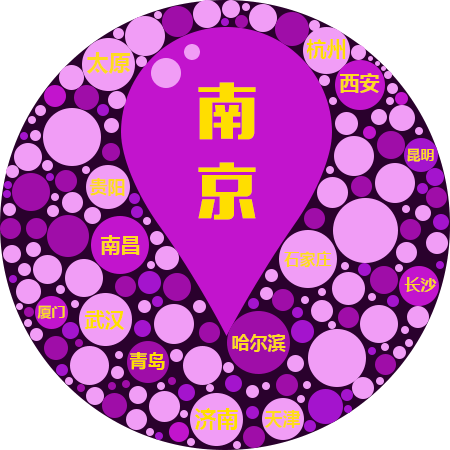 杭州
太原
西安
南
京
昆明
贵阳
南昌
石家庄
长沙
厦门
武汉
哈尔滨
青岛
济南
天津